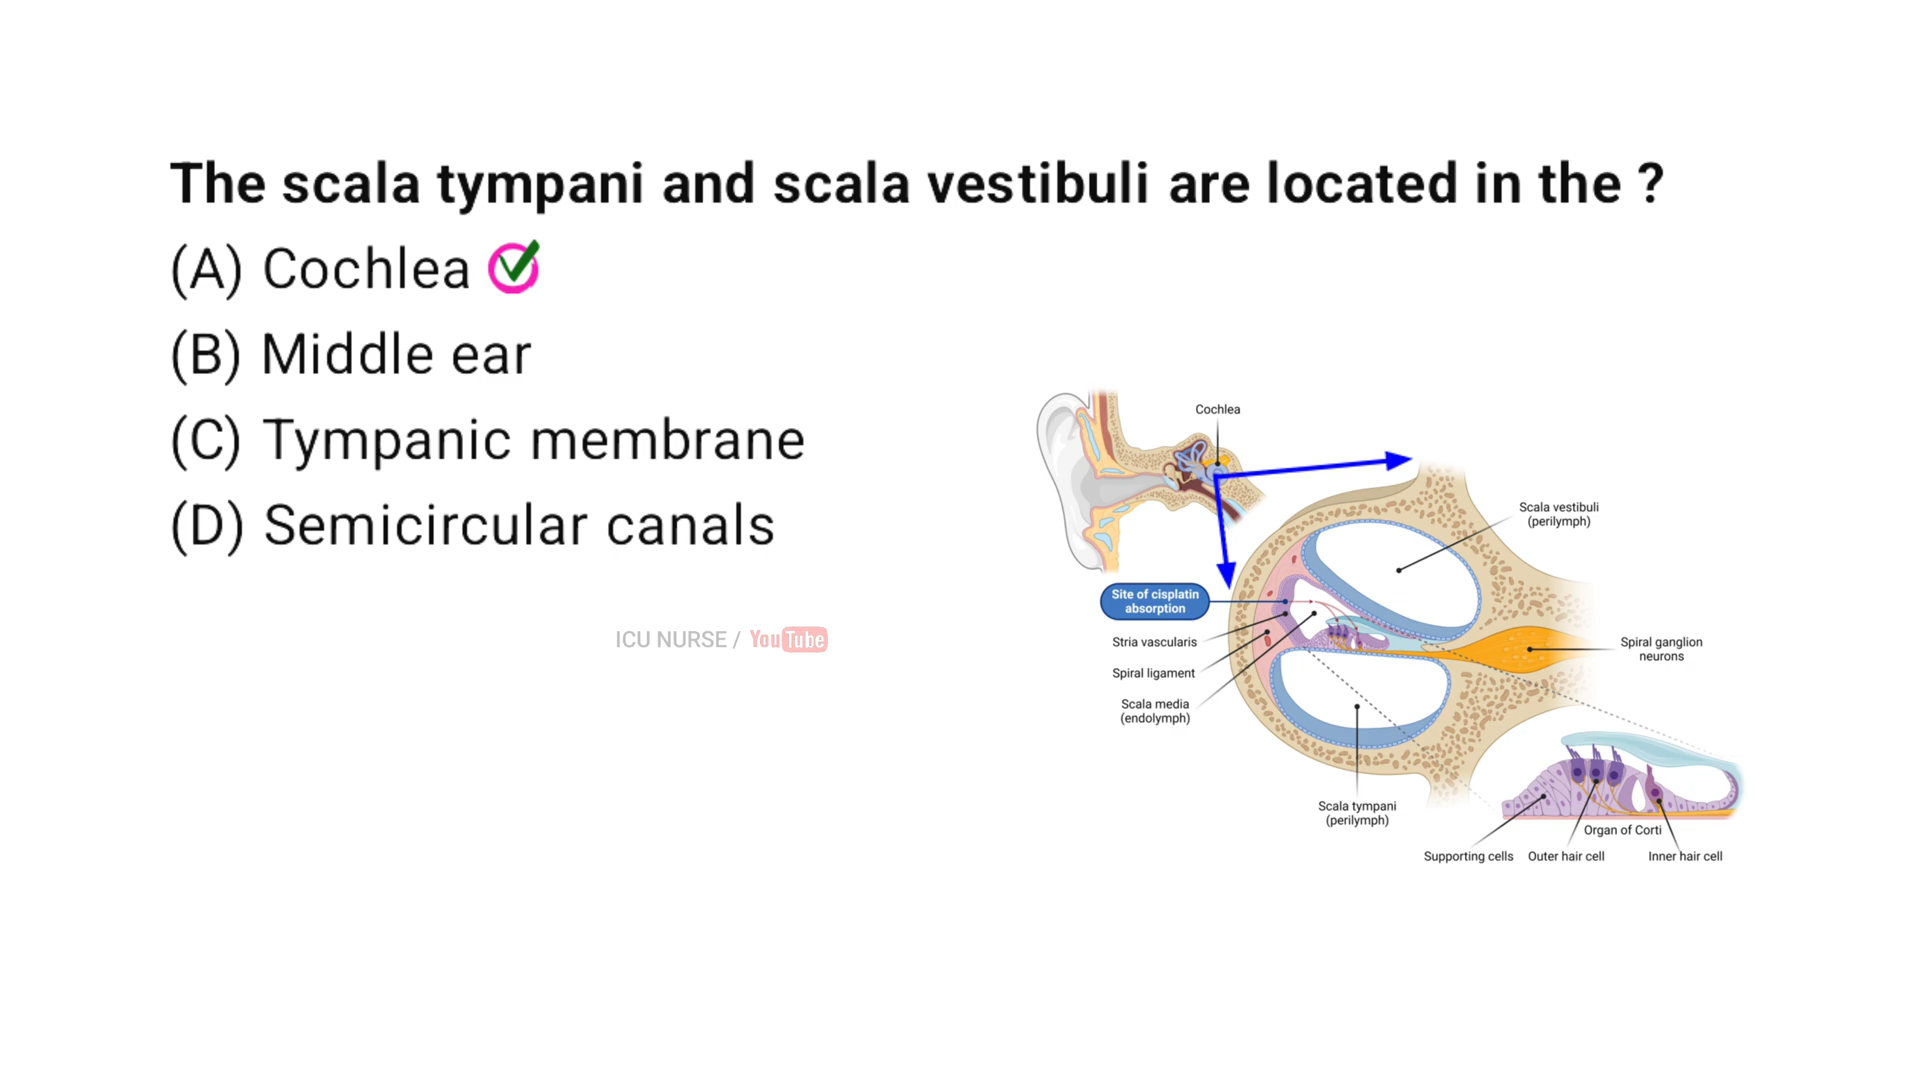 The scala tympani and scala vestibuli are located in the ?
(A) Cochlea
(B) Middle ear
(C) Tympanic membrane
(D) Semicircular canals
ICU NURSE / YouTube
Cochlea
Scala vestibuli
(perilymph)
Site of cisplatin
absorption
Stria vascularis
Spiral ligament
Scala media
(endolymph)
Spiral ganglion
neurons
Scala tympani
(perilymph)
Organ of Corti
Supporting cells
Outer hair cell
Inner hair cell